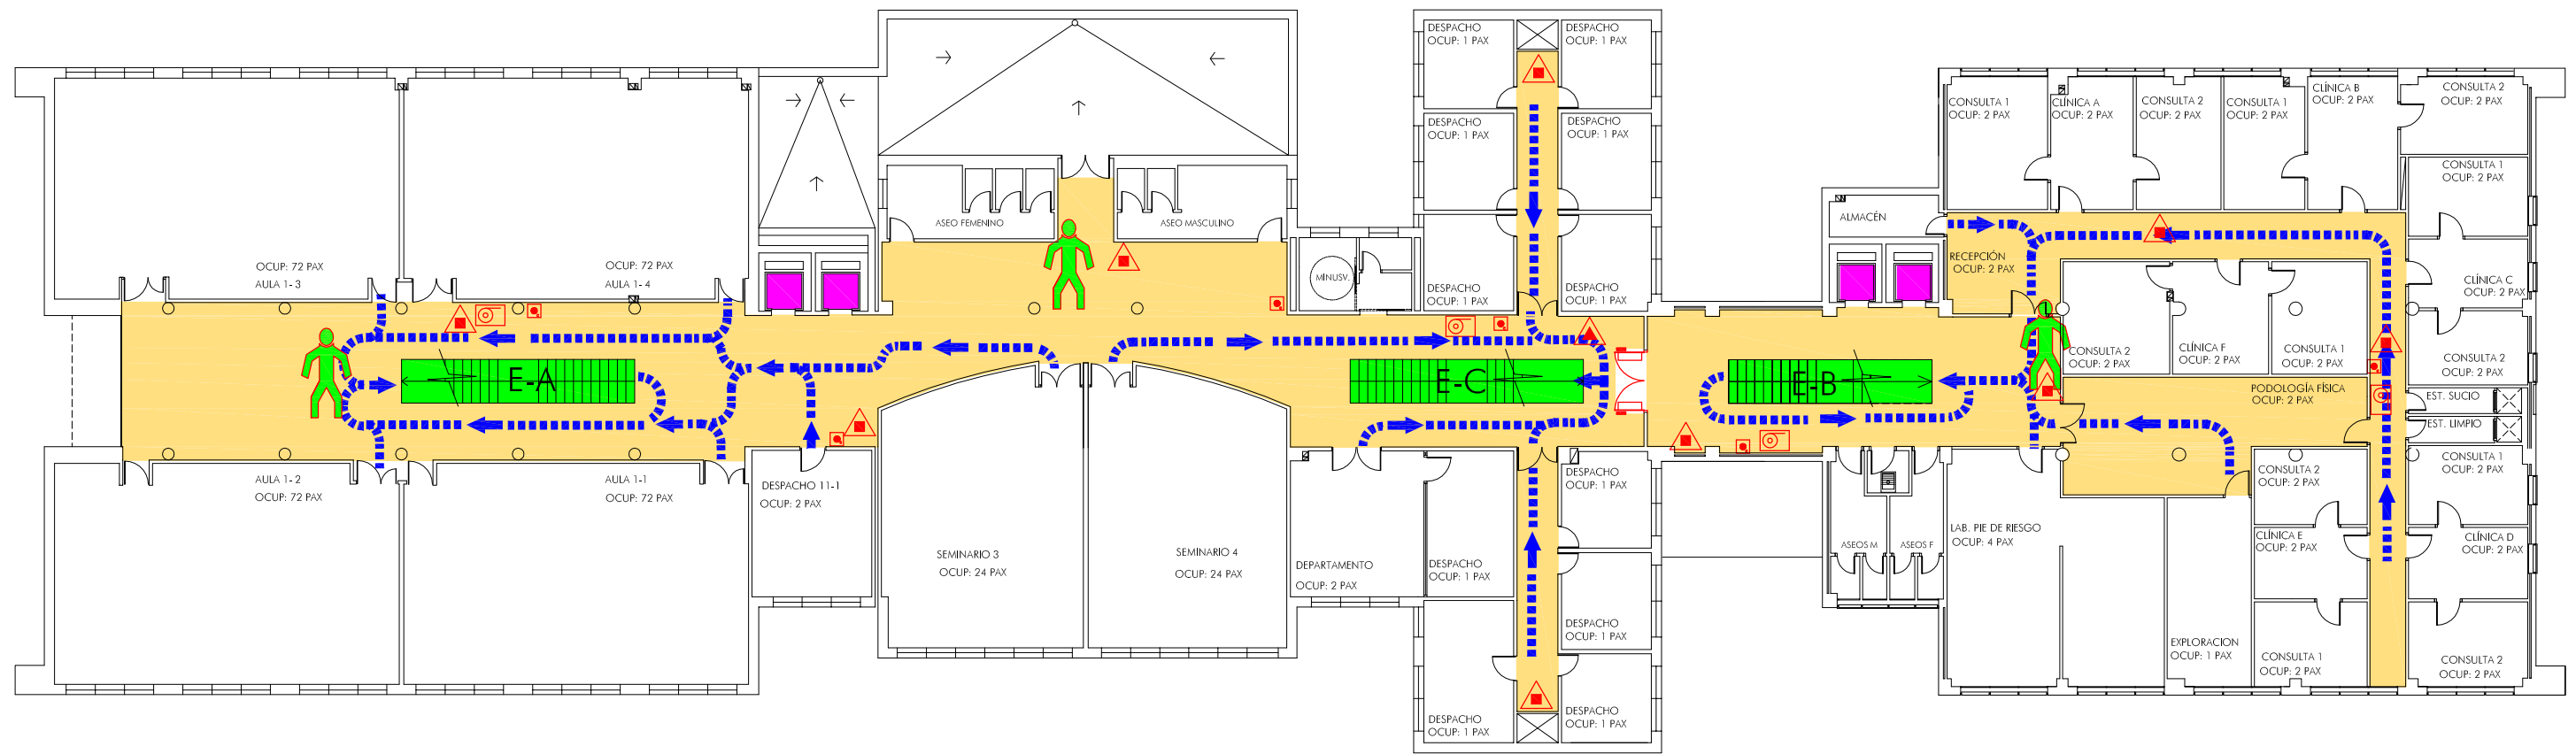 OCUP: 72 PAX
AULA 1- 3
OCUP: 72 PAX
AULA 1- 4
E-A
AULA 1- 2
OCUP: 72 PAX
AULA 1-1
OCUP: 72 PAX
DESPACHO 11-1
OCUP: 2 PAX
ASEO FEMENINO
ASEO MASCULINO
SEMINARIO 3
OCUP: 24 PAX
SEMINARIO 4
OCUP: 24 PAX
MINUSV.
DESPACHO
OCUP: 1 PAX
DESPACHO
OCUP: 1 PAX
DESPACHO
OCUP: 1 PAX
DESPACHO
OCUP: 1 PAX
DESPACHO
OCUP: 1 PAX
DESPACHO
OCUP: 1 PAX
E-C
DEPARTAMENTO
OCUP: 2 PAX
DESPACHO
OCUP: 1 PAX
DESPACHO
OCUP: 1 PAX
DESPACHO
OCUP: 1 PAX
DESPACHO
OCUP: 1 PAX
DESPACHO
OCUP: 1 PAX
E-B
ALMACÉN
ASEOS M
ASEOS F
RECEPCIÓN
OCUP: 2 PAX
CONSULTA 1
OCUP: 2 PAX
CLÍNICA A
OCUP: 2 PAX
CONSULTA 2
OCUP: 2 PAX
CONSULTA 1
OCUP: 2 PAX
CLÍNICA B
OCUP: 2 PAX
CONSULTA 2
OCUP: 2 PAX
CONSULTA 1
OCUP: 2 PAX
CLÍNICA C
OCUP: 2 PAX
CONSULTA 2
OCUP: 2 PAX
CONSULTA 2
OCUP: 2 PAX
CLÍNICA F
OCUP: 2 PAX
CONSULTA 1
OCUP: 2 PAX
PODOLOGÍA FÍSICA
OCUP: 2 PAX
EST. SUCIO
EST. LIMPIO
CONSULTA 1
OCUP: 2 PAX
CLÍNICA D
OCUP: 2 PAX
CONSULTA 2
OCUP: 2 PAX
CONSULTA 2
OCUP: 2 PAX
CLÍNICA E
OCUP: 2 PAX
CONSULTA 1
OCUP: 2 PAX
LAB. PIE DE RIESGO
OCUP: 4 PAX
EXPLORACION
OCUP: 1 PAX